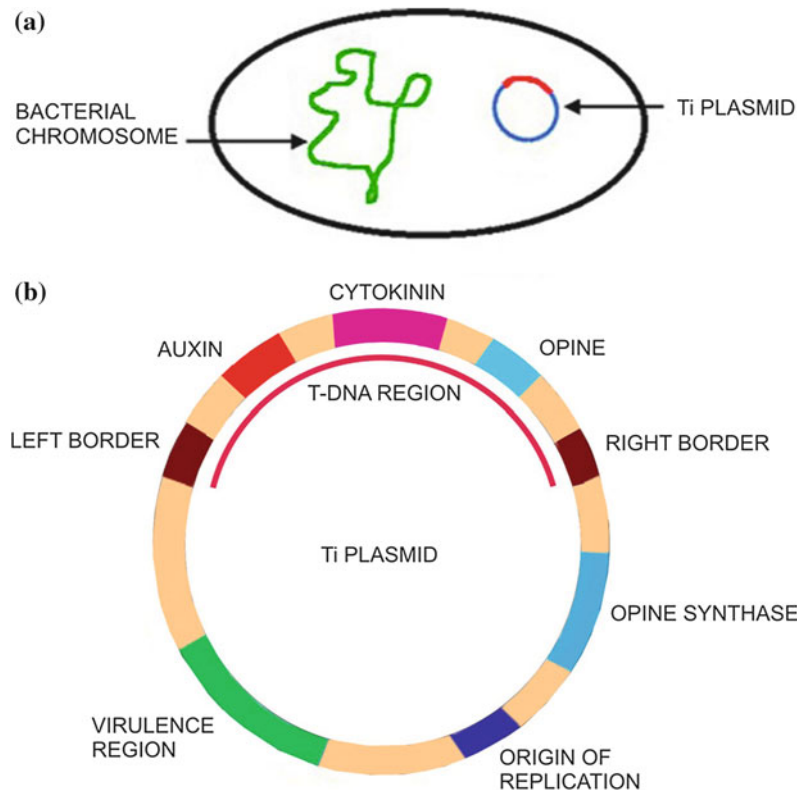 (a)
BACTERIAL
CHROMOSOME
Ti PLASMID
(b)
CYTOKININ
AUXIN
OPINE
T-DNA REGION
LEFT BORDER
RIGHT BORDER
Ti PLASMID
OPINE SYNTHASE
VIRULENCE
REGION
ORIGIN OF
REPLICATION